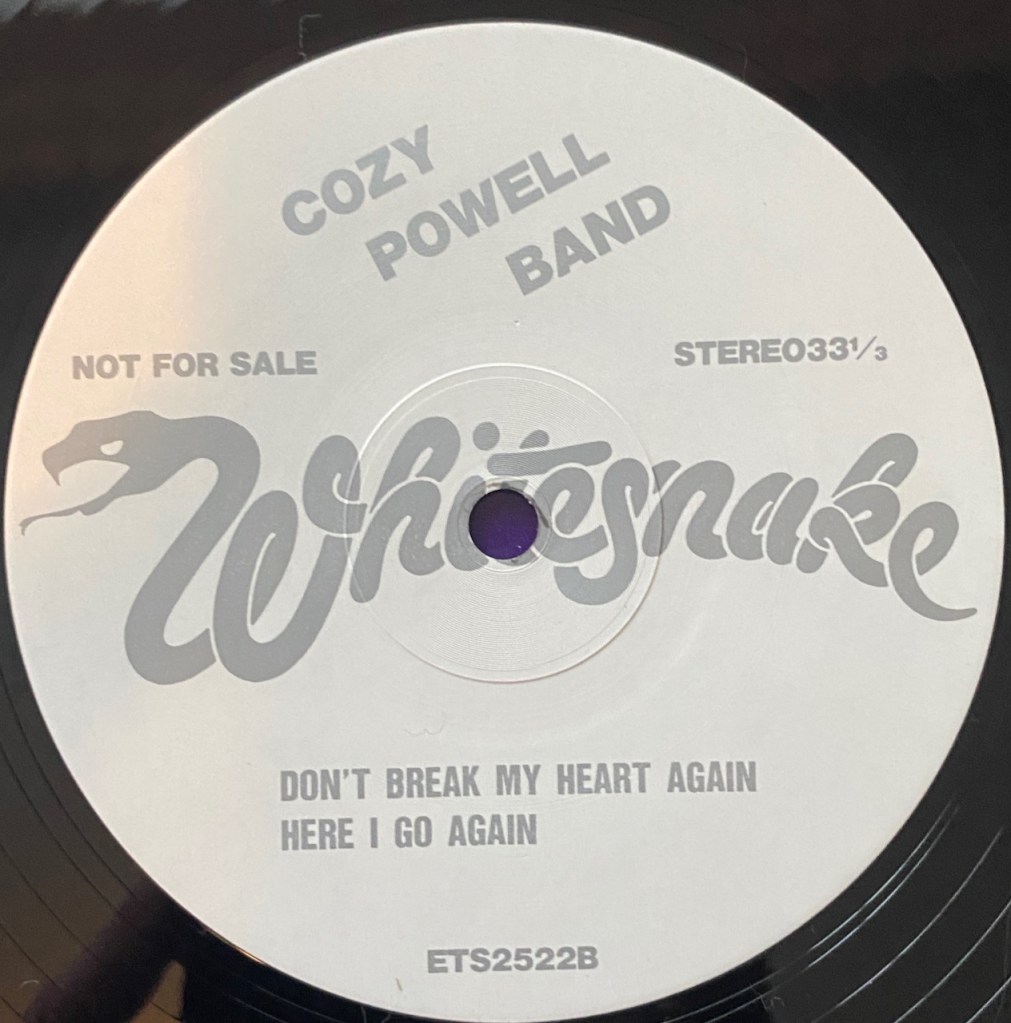 COZY
POWELL
BAND
NOT FOR SALE
STEREO33⅓
Whitesnake
DON'T BREAK MY HEART AGAIN
HERE I GO AGAIN
ETS2522B